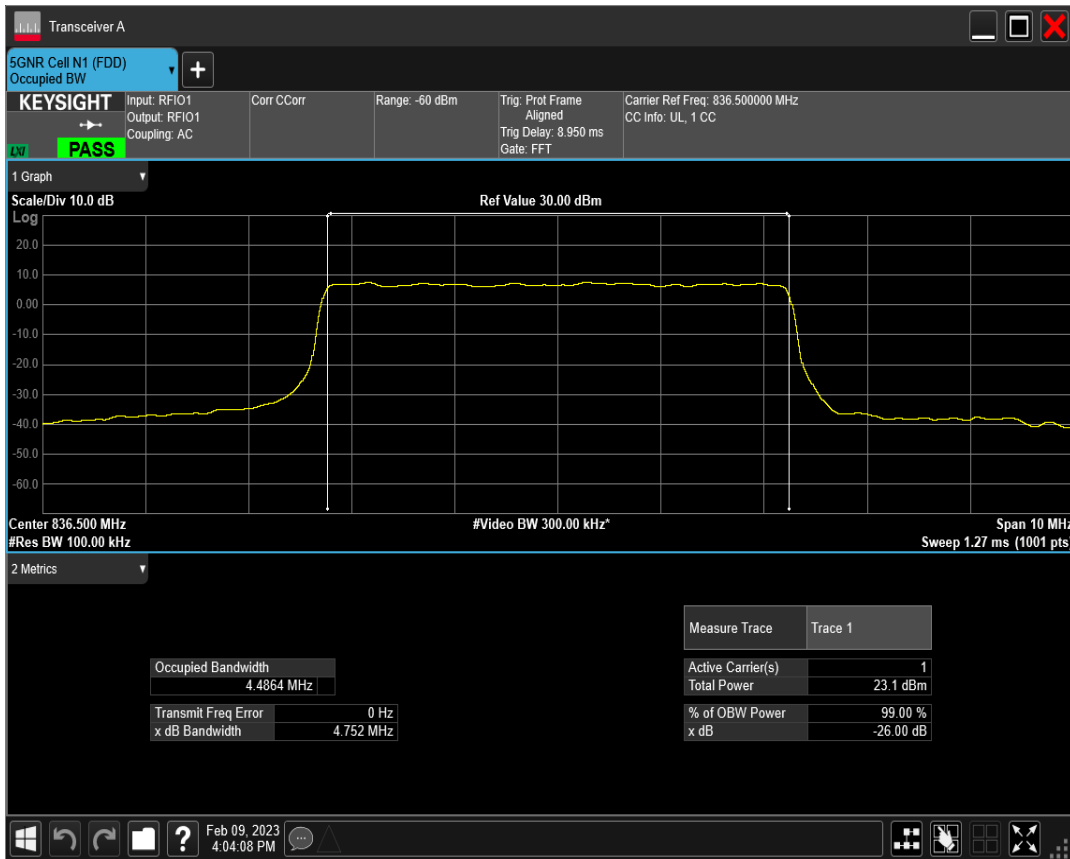 Transceiver A
5GNR Cell N1 (FDD)
Occupied BW
+
KEYSIGHT
LXI
PASS
Input: RFIO1
Output: RFIO1
Coupling: AC
Corr CCorr
Range: -60 dBm
Trig: Prot Frame
Aligned
Trig Delay: 8.950 ms
Gate: FFT
Carrier Ref Freq: 836.500000 MHz
CC Info: UL, 1 CC
1 Graph
Scale/Div 10.0 dB
Ref Value 30.00 dBm
Log
20.0
10.0
0.00
-10.0
-20.0
-30.0
-40.0
-50.0
-60.0
Center 836.500 MHz
#Video BW 300.00 kHz*
Span 10 MHz
#Res BW 100.00 kHz
Sweep 1.27 ms (1001 pts)
2 Metrics
Measure Trace Trace 1
Occupied Bandwidth
4.4864 MHz
Transmit Freq Error 0 Hz
x dB Bandwidth 4.752 MHz
Active Carrier(s) 1
Total Power 23.1 dBm
% of OBW Power 99.00 %
x dB -26.00 dB
?
Feb 09, 2023
4:04:08 PM